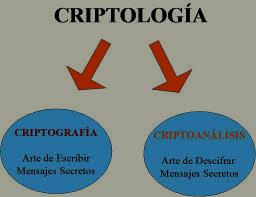 CRIPTOLOGÍA
CRIPTOGRAFÍA
Arte de Escribir
Mensajes Secretos
CRIPTOANÁLISIS
Arte de Descifrar
Mensajes Secretos